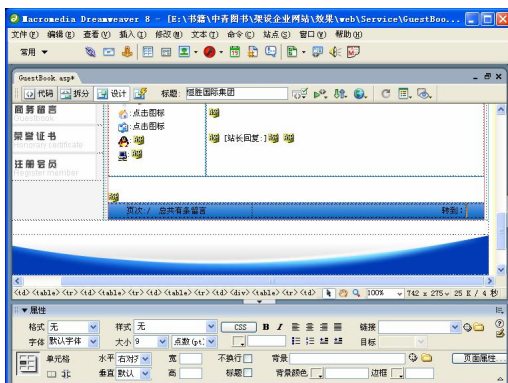 Macromedia Dreamweaver 8 - [E:\书籍\中青图书\架设企业网站\效果\web\Service\GuestBoo...
文件(F) 编辑(E) 查看(V) 插入(I) 修改(M) 文本(T) 命令(C) 站点(S) 窗口(W) 帮助(H)
常用
GuestBook.asp*
代码 拆分 设计 标题: 恒胜国际集团
商务留言
Guestbook
荣誉证书
Honorary certificate
注册会员
Register member
:点击图标
:点击图标
[站长回复:]
页次 / 总共有条留言 转到:
<td> <table> <tr> <td> <table> <tr> <td> <table> <tr> <td> <div> <table> <tr> <td> 100% 742 x 275 25 K / 4 秒
属性
格式 无 样式 无 CSS B I 链接
字体 默认字体 大小 9 点数(pt) 目标
单元格 水平 右对齐 宽 不换行 背景 页面属性...
垂直 默认 高 标题 背景颜色 边框